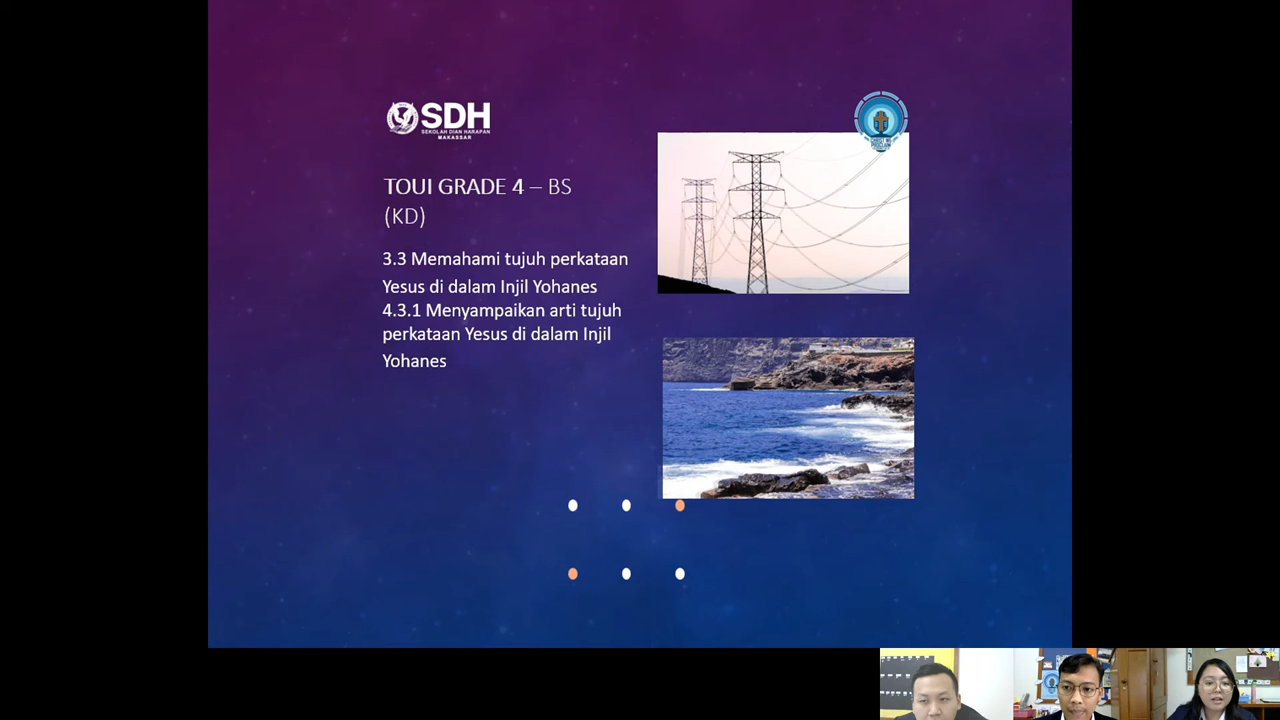 SDH
SEKOLAH DIAN HARAPAN
MAKASSAR
TOUI GRADE 4 – BS
(KD)
3.3 Memahami tujuh perkataan
Yesus di dalam Injil Yohanes
4.3.1 Menyampaikan arti tujuh
perkataan Yesus di dalam Injil
Yohanes